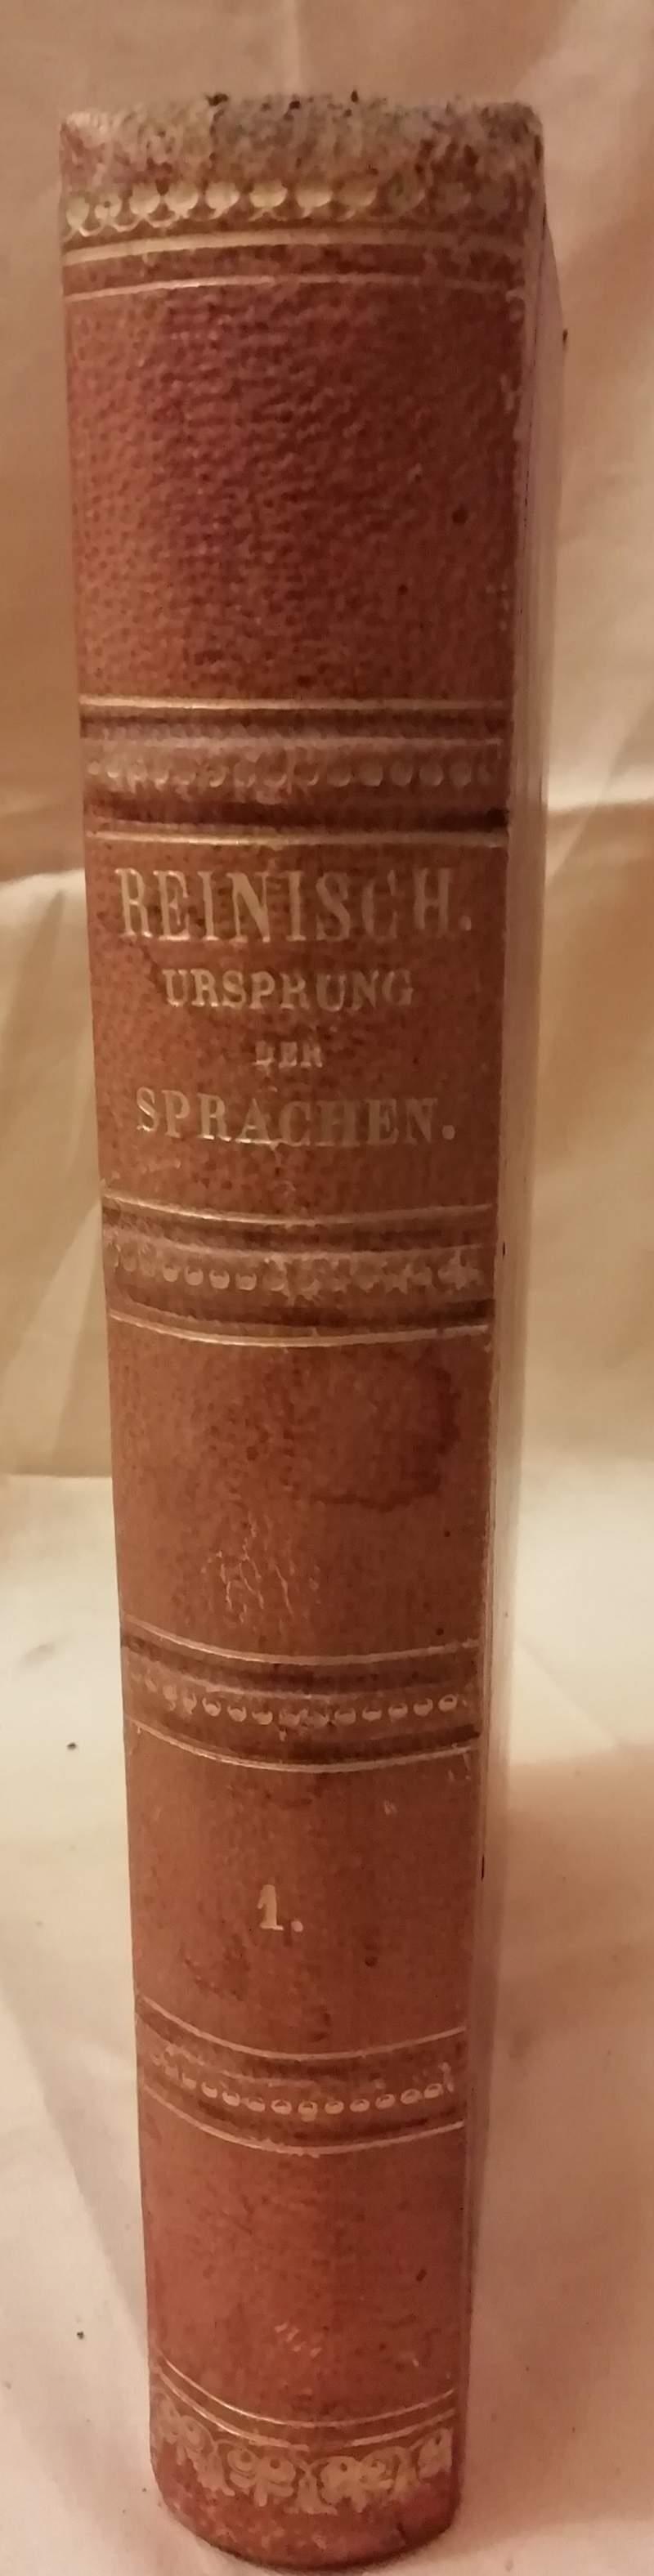 REINISCH.
URSPRUNG
DER
SPRACHEN.
1.